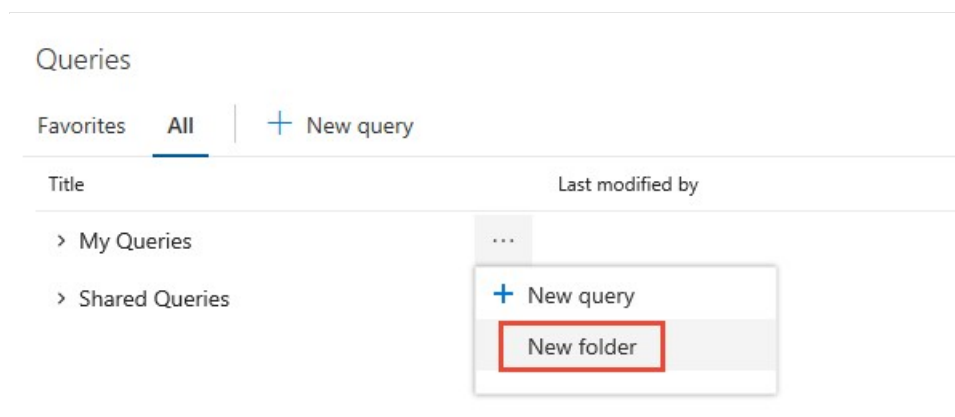 Queries
Favorites All + New query
Title Last modified by
> My Queries ...
> Shared Queries
+ New query
New folder